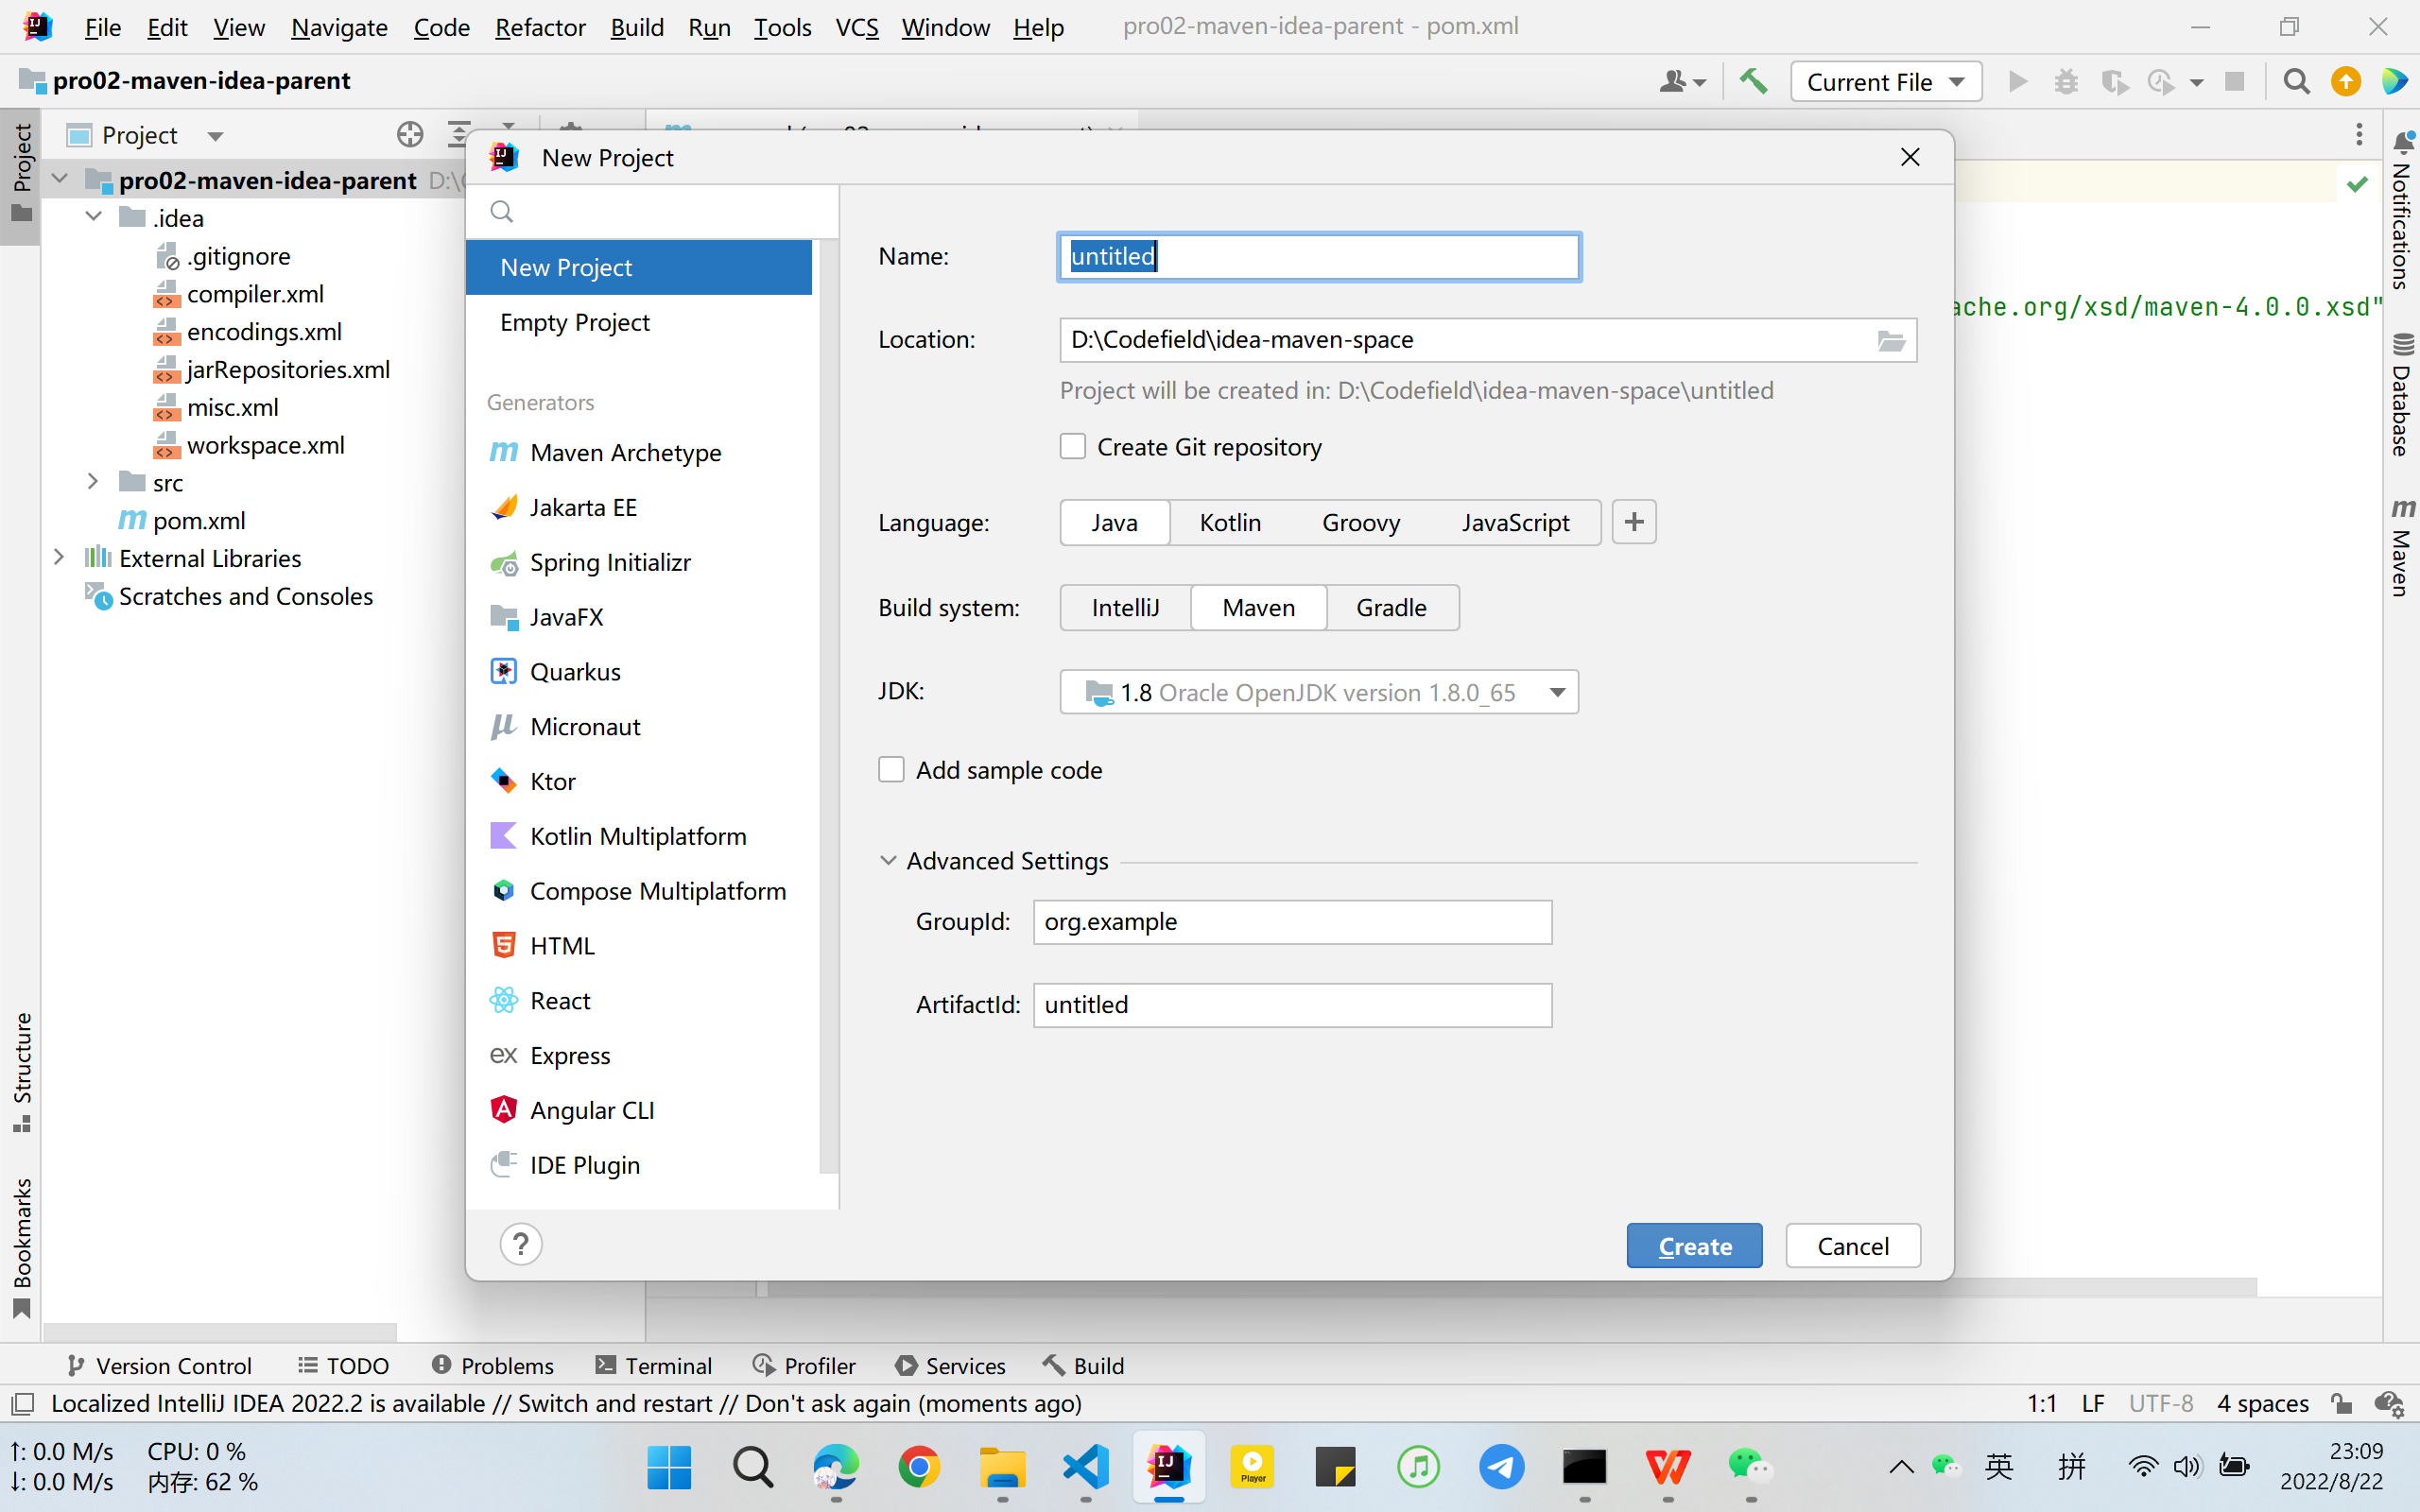 File Edit View Navigate Code Refactor Build Run Tools VCS Window Help pro02-maven-idea-parent - pom.xml
pro02-maven-idea-parent
Current File
Project
Project
pro02-maven-idea-parent
.idea
.gitignore
compiler.xml
encodings.xml
jarRepositories.xml
misc.xml
workspace.xml
src
pom.xml
External Libraries
Scratches and Consoles
Structure
Bookmarks
New Project
New Project
Empty Project
Generators
Maven Archetype
Jakarta EE
Spring Initializr
JavaFX
Quarkus
Micronaut
Ktor
Kotlin Multiplatform
Compose Multiplatform
HTML
React
Express
Angular CLI
IDE Plugin
Name: untitled
Location: D:\Codefield\idea-maven-space
Project will be created in: D:\Codefield\idea-maven-space\untitled
Create Git repository
Language: Java Kotlin Groovy JavaScript +
Build system: IntelliJ Maven Gradle
JDK: 1.8 Oracle OpenJDK version 1.8.0_65
Add sample code
Advanced Settings
GroupId: org.example
ArtifactId: untitled
? Create Cancel
ache.org/xsd/maven-4.0.0.xsd"
Notifications
Database
Maven
Version Control TODO Problems Terminal Profiler Services Build
Localized IntelliJ IDEA 2022.2 is available // Switch and restart // Don't ask again (moments ago) 1:1 LF UTF-8 4 spaces
↑: 0.0 M/s CPU: 0 %
↓: 0.0 M/s 内存: 62 %
Player
英 拼
23:09
2022/8/22